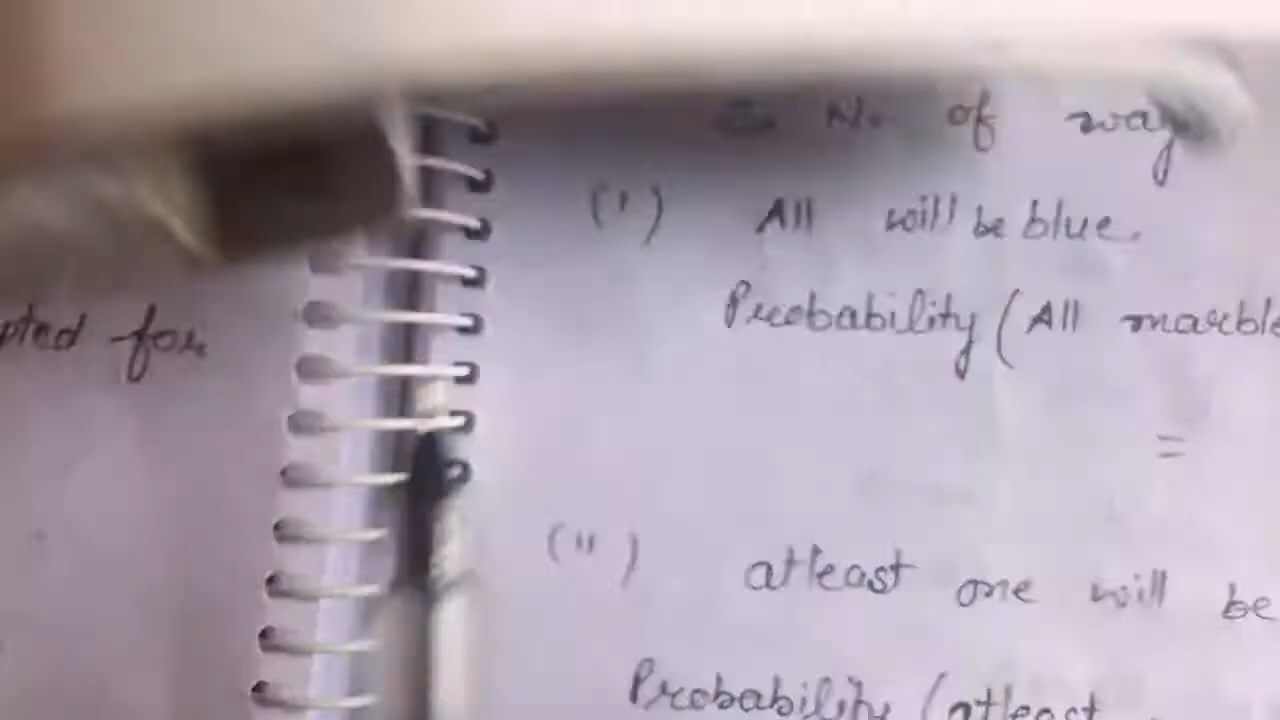 pted for
No. of way
(i) All will be blue.
Probability (All marble
=
(ii) atleast one will be
Probability (atleast